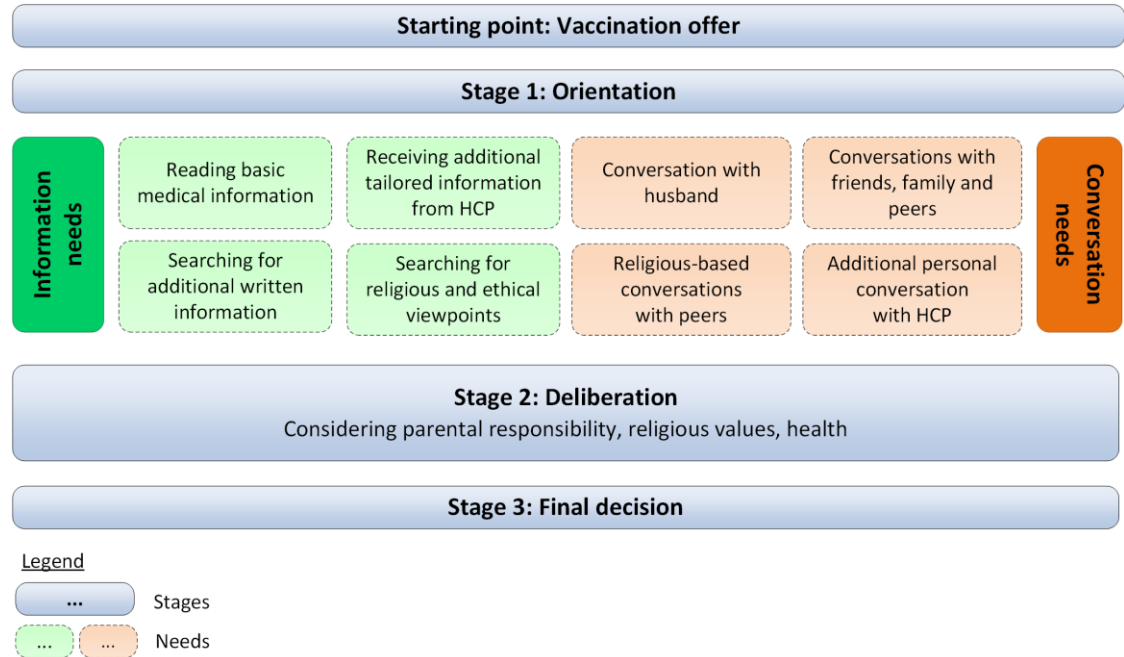 Starting point: Vaccination offer
Stage 1: Orientation
Information
needs
Reading basic
medical information
Receiving additional
tailored information
from HCP
Conversation with
husband
Conversations with
friends, family and
peers
Searching for
additional written
information
Searching for
religious and ethical
viewpoints
Religious-based
conversations
with peers
Additional personal
conversation
with HCP
Conversation
needs
Stage 2: Deliberation
Considering parental responsibility, religious values, health
Stage 3: Final decision
Legend
...
Stages
...
...
Needs